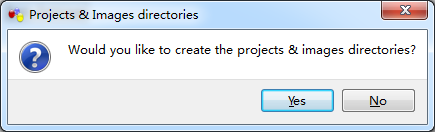 Projects & Images directories
Would you like to create the projects & images directories?
Yes No